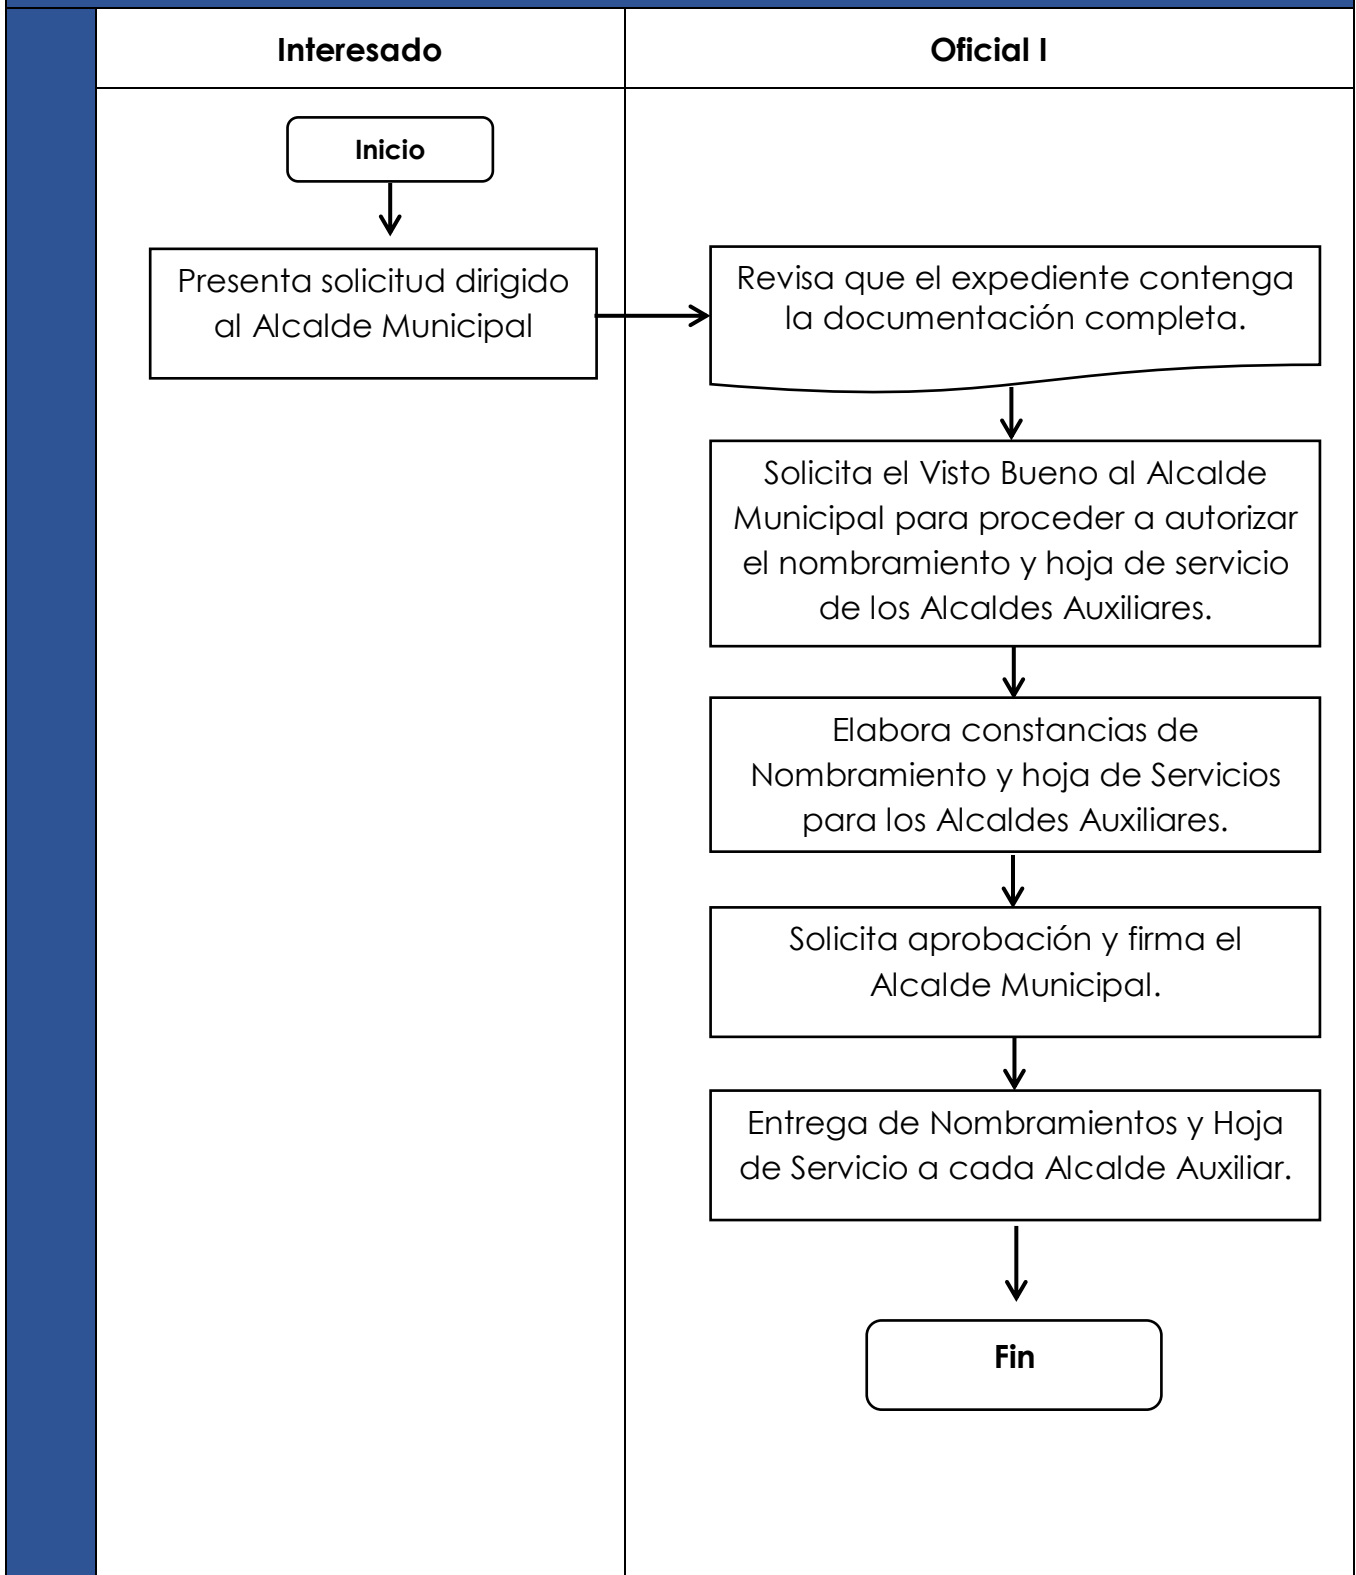 Interesado
Oficial I
Inicio
Presenta solicitud dirigido
al Alcalde Municipal
Revisa que el expediente contenga
la documentación completa.
Solicita el Visto Bueno al Alcalde
Municipal para proceder a autorizar
el nombramiento y hoja de servicio
de los Alcaldes Auxiliares.
Elabora constancias de
Nombramiento y hoja de Servicios
para los Alcaldes Auxiliares.
Solicita aprobación y firma el
Alcalde Municipal.
Entrega de Nombramientos y Hoja
de Servicio a cada Alcalde Auxiliar.
Fin